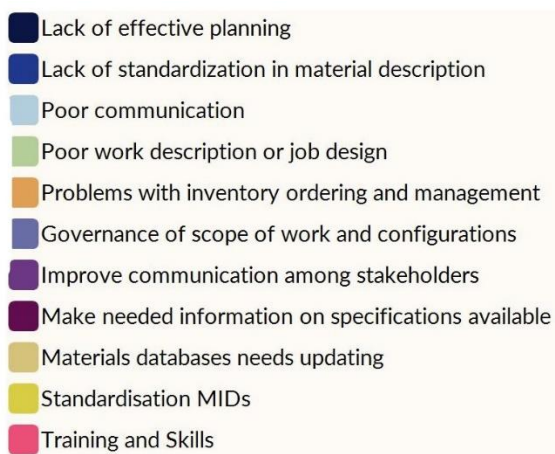 Lack of effective planning
Lack of standardization in material description
Poor communication
Poor work description or job design
Problems with inventory ordering and management
Governance of scope of work and configurations
Improve communication among stakeholders
Make needed information on specifications available
Materials databases needs updating
Standardisation MIDs
Training and Skills